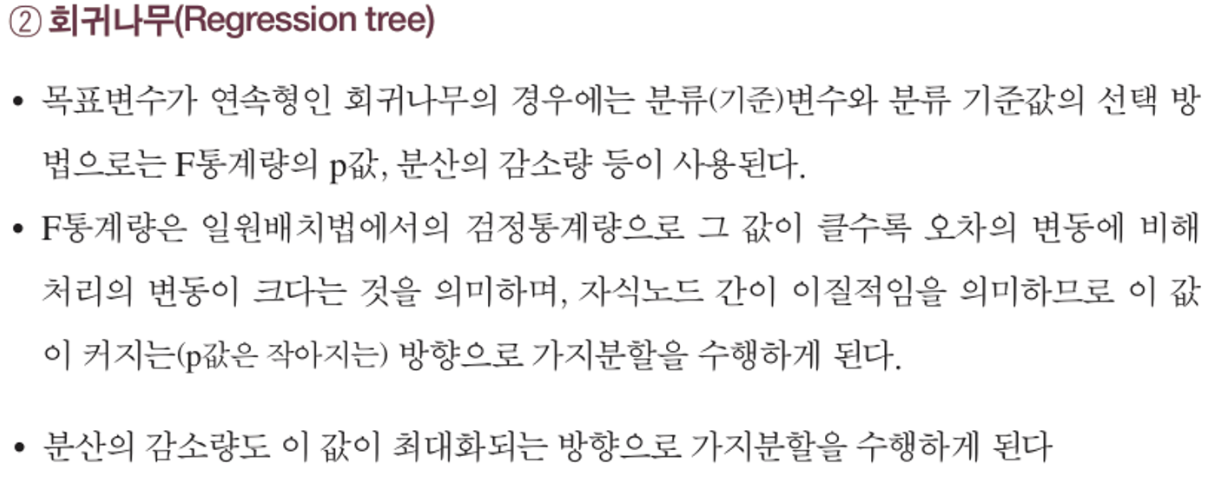 ② 회귀나무(Regression tree)
• 목표변수가 연속형인 회귀나무의 경우에는 분류(기준)변수와 분류 기준값의 선택 방
법으로는 F통계량의 p값, 분산의 감소량 등이 사용된다.
• F통계량은 일원배치법에서의 검정통계량으로 그 값이 클수록 오차의 변동에 비해
처리의 변동이 크다는 것을 의미하며, 자식노드 간이 이질적임을 의미하므로 이 값
이 커지는(p값은 작아지는) 방향으로 가지분할을 수행하게 된다.
• 분산의 감소량도 이 값이 최대화되는 방향으로 가지분할을 수행하게 된다